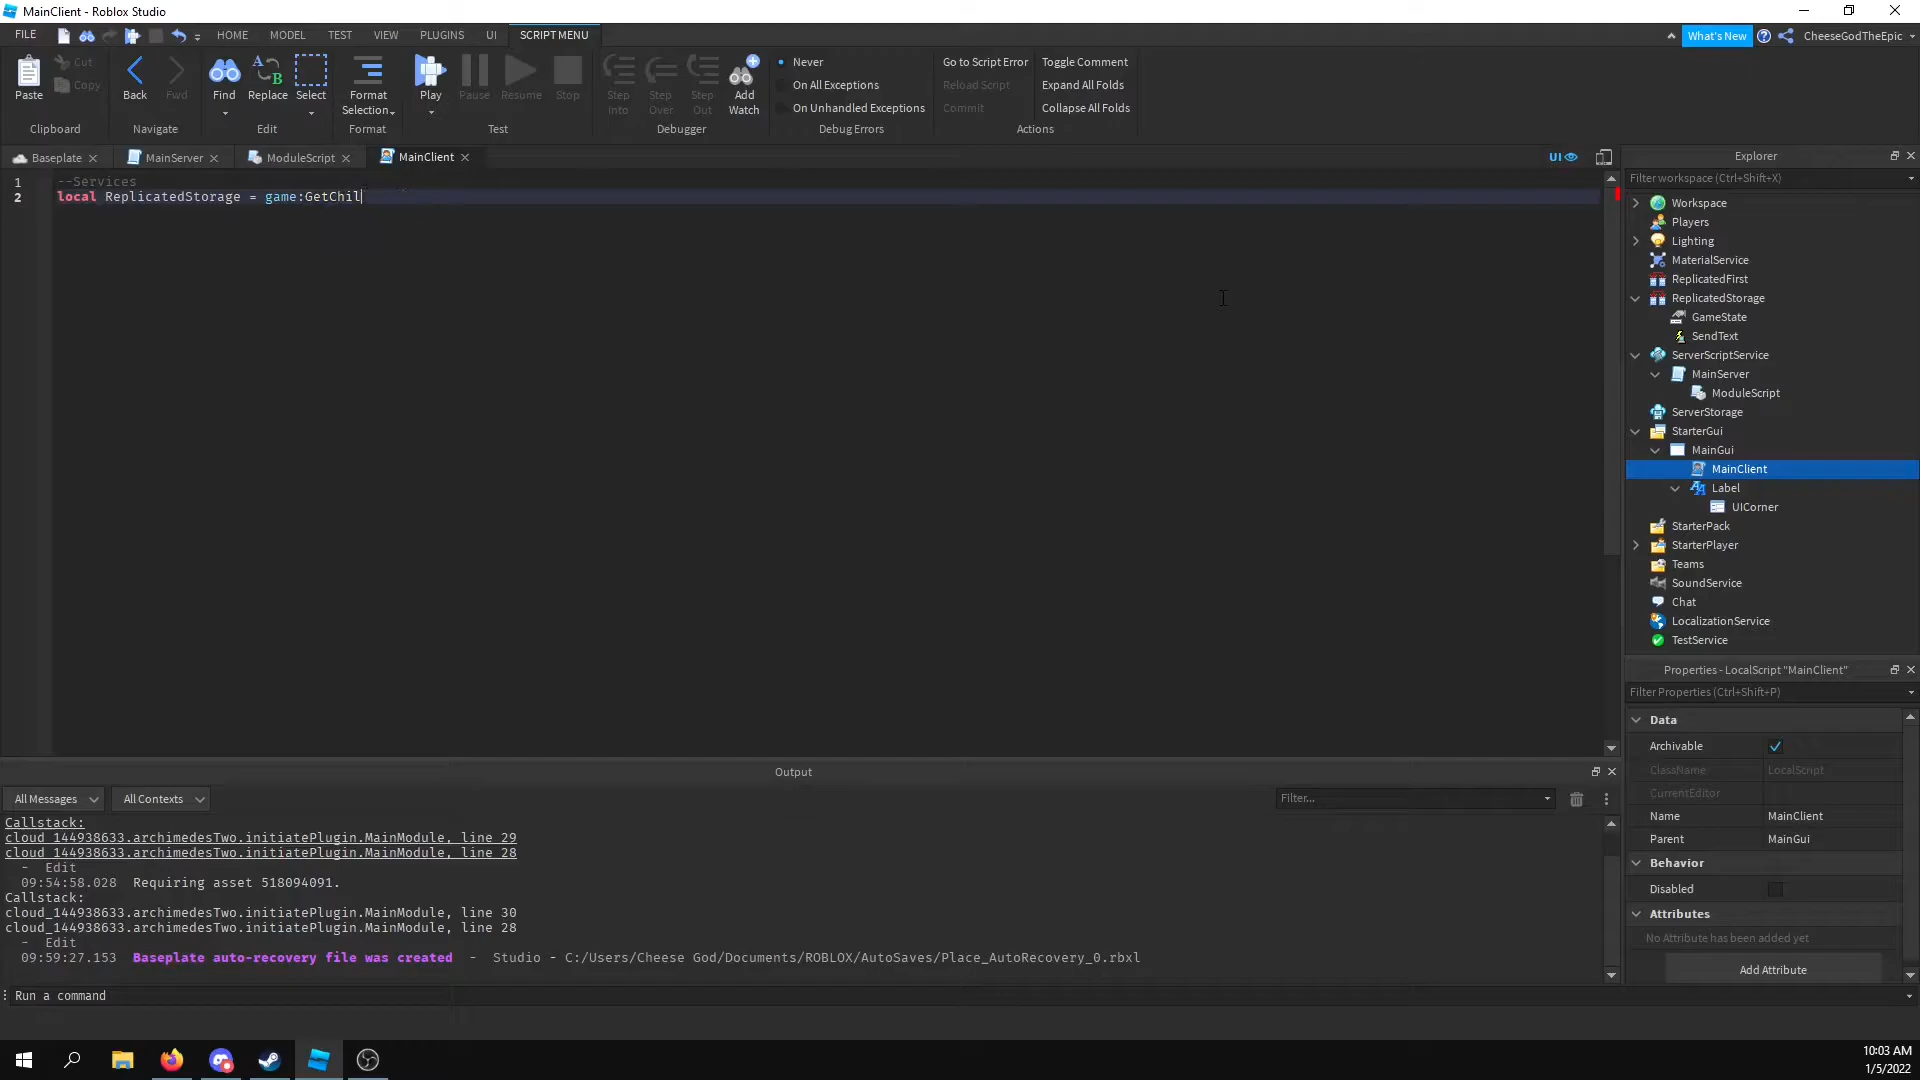 MainClient - Roblox Studio
FILE HOME MODEL TEST VIEW PLUGINS UI SCRIPT MENU What's New CheeseGodTheEpic
Paste Cut Copy Back Fwd Find Replace Select Format Selection Play Pause Resume Stop Step Into Step Over Step Out Add Watch
Never Go to Script Error Toggle Comment
On All Exceptions Reload Script Expand All Folds
On Unhandled Exceptions Commit Collapse All Folds
Clipboard Navigate Edit Format Test Debugger Debug Errors Actions
Baseplate MainServer ModuleScript MainClient UI
1 --Services
2 local ReplicatedStorage = game:GetChil
Explorer
Filter workspace (Ctrl+Shift+X)
Workspace
Players
Lighting
MaterialService
ReplicatedFirst
ReplicatedStorage
GameState
SendText
ServerScriptService
MainServer
ModuleScript
ServerStorage
StarterGui
MainGui
MainClient
Label
UICorner
StarterPack
StarterPlayer
Teams
SoundService
Chat
LocalizationService
TestService
Properties - LocalScript "MainClient"
Filter Properties (Ctrl+Shift+P)
Data
Archivable
ClassName LocalScript
CurrentEditor
Name MainClient
Parent MainGui
Behavior
Disabled
Attributes
No Attribute has been added yet
Add Attribute
Output
All Messages All Contexts Filter...
Callstack:
cloud_144938633.archimedesTwo.initiatePlugin.MainModule, line 29
cloud_144938633.archimedesTwo.initiatePlugin.MainModule, line 28
- Edit
09:54:58.028 Requiring asset 518094091.
Callstack:
cloud_144938633.archimedesTwo.initiatePlugin.MainModule, line 30
cloud_144938633.archimedesTwo.initiatePlugin.MainModule, line 28
- Edit
09:59:27.153 Baseplate auto-recovery file was created - Studio - C:/Users/Cheese God/Documents/ROBLOX/AutoSaves/Place_AutoRecovery_0.rbxl
Run a command
10:03 AM
1/5/2022